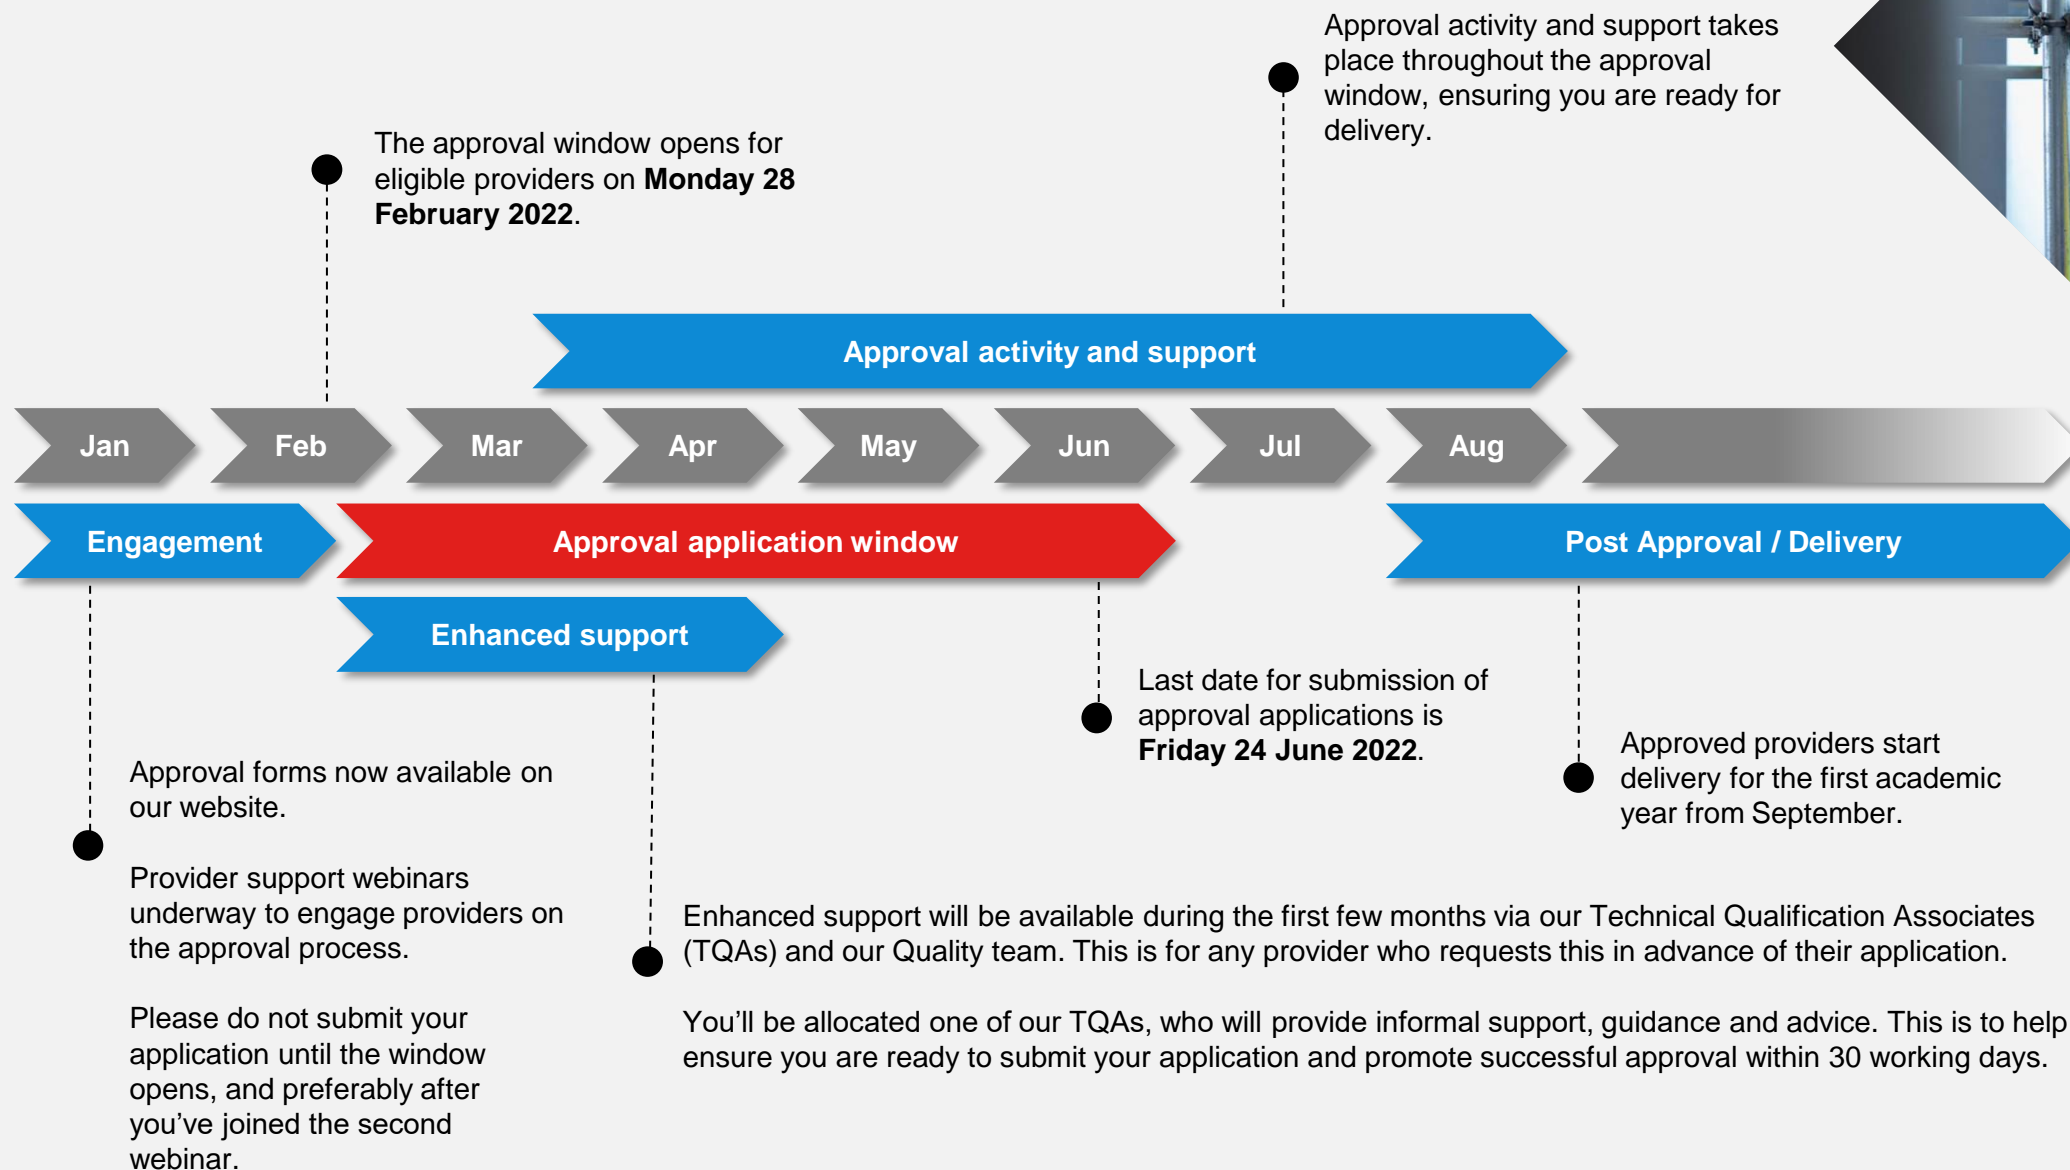 Approval activity and support takes
place throughout the approval
window, ensuring you are ready for
delivery.
The approval window opens for
eligible providers on Monday 28
February 2022.
Approval activity and support
Jan
Feb
Mar
Apr
May
Jun
Jul
Aug
Engagement
Approval application window
Post Approval / Delivery
Enhanced support
Last date for submission of
approval applications is
Friday 24 June 2022.
Approved providers start
delivery for the first academic
year from September.
Approval forms now available on
our website.
Provider support webinars
underway to engage providers on
the approval process.
Please do not submit your
application until the window
opens, and preferably after
you’ve joined the second
webinar.
Enhanced support will be available during the first few months via our Technical Qualification Associates
(TQAs) and our Quality team. This is for any provider who requests this in advance of their application.
You’ll be allocated one of our TQAs, who will provide informal support, guidance and advice. This is to help
ensure you are ready to submit your application and promote successful approval within 30 working days.